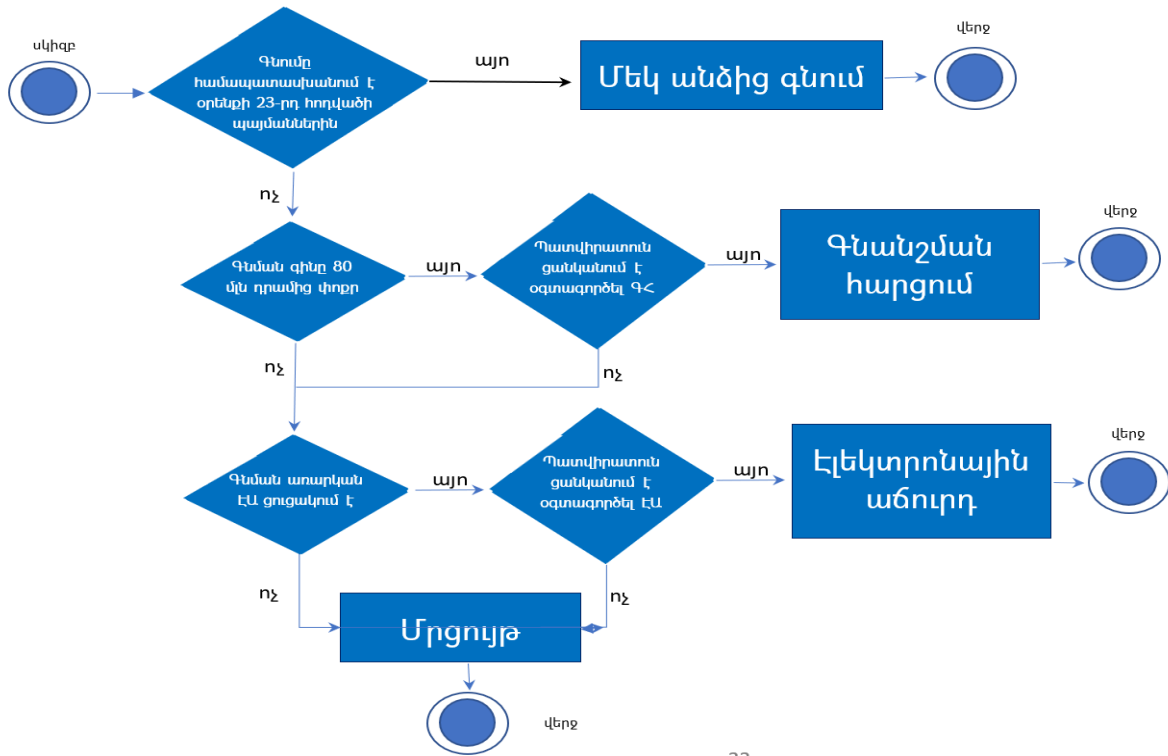 սկիզբ
Գնումը
համապատասխանում է
օրենքի 23-րդ հոդվածի
պայմաններին
այո
Մեկ անձից գնում
վերջ
ոչ
Գնման գինը 80
մլն դրամից փոքր
այո
Պատվիրատուն
ցանկանում է
օգտագործել ԳՀ
այո
Գնանշման
հարցում
վերջ
ոչ
ոչ
Գնման առարկան
ԷԱ ցուցակում է
այո
Պատվիրատուն
ցանկանում է
օգտագործել ԷԱ
այո
Էլեկտրոնային
աճուրդ
վերջ
ոչ
ոչ
Մրցույթ
վերջ